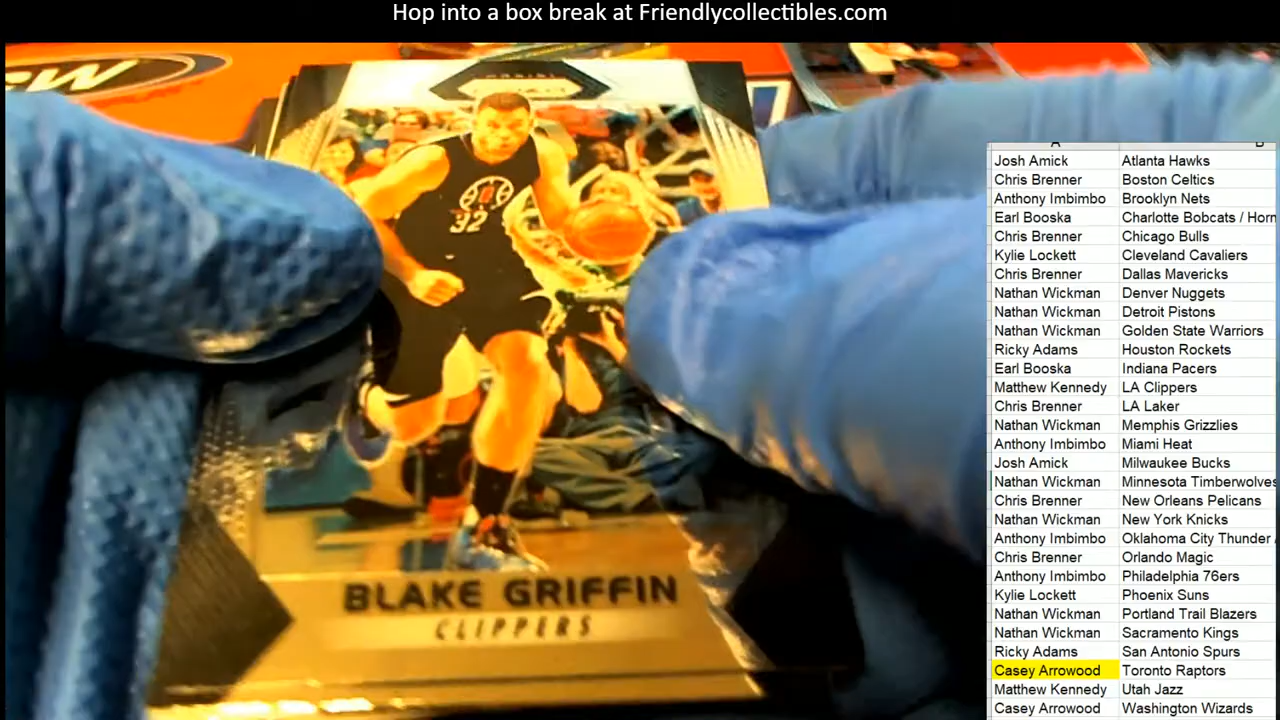 Hop into a box break at Friendlycollectibles.com
32
BLAKE GRIFFIN
CLIPPERS
A B
Josh Amick Atlanta Hawks
Chris Brenner Boston Celtics
Anthony Imbimbo Brooklyn Nets
Earl Booska Charlotte Bobcats / Horn
Chris Brenner Chicago Bulls
Kylie Lockett Cleveland Cavaliers
Chris Brenner Dallas Mavericks
Nathan Wickman Denver Nuggets
Nathan Wickman Detroit Pistons
Nathan Wickman Golden State Warriors
Ricky Adams Houston Rockets
Earl Booska Indiana Pacers
Matthew Kennedy LA Clippers
Chris Brenner LA Laker
Nathan Wickman Memphis Grizzlies
Anthony Imbimbo Miami Heat
Josh Amick Milwaukee Bucks
Nathan Wickman Minnesota Timberwolves
Chris Brenner New Orleans Pelicans
Nathan Wickman New York Knicks
Anthony Imbimbo Oklahoma City Thunder
Chris Brenner Orlando Magic
Anthony Imbimbo Philadelphia 76ers
Kylie Lockett Phoenix Suns
Nathan Wickman Portland Trail Blazers
Nathan Wickman Sacramento Kings
Ricky Adams San Antonio Spurs
Casey Arrowood Toronto Raptors
Matthew Kennedy Utah Jazz
Casey Arrowood Washington Wizards